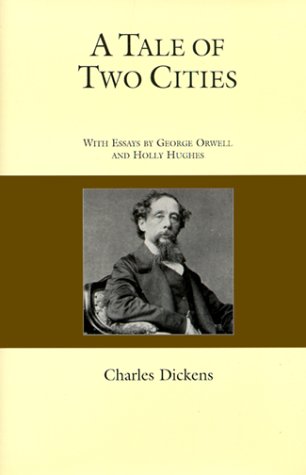 A TALE OF
TWO CITIES
WITH ESSAYS BY GEORGE ORWELL
AND HOLLY HUGHES
Charles Dickens